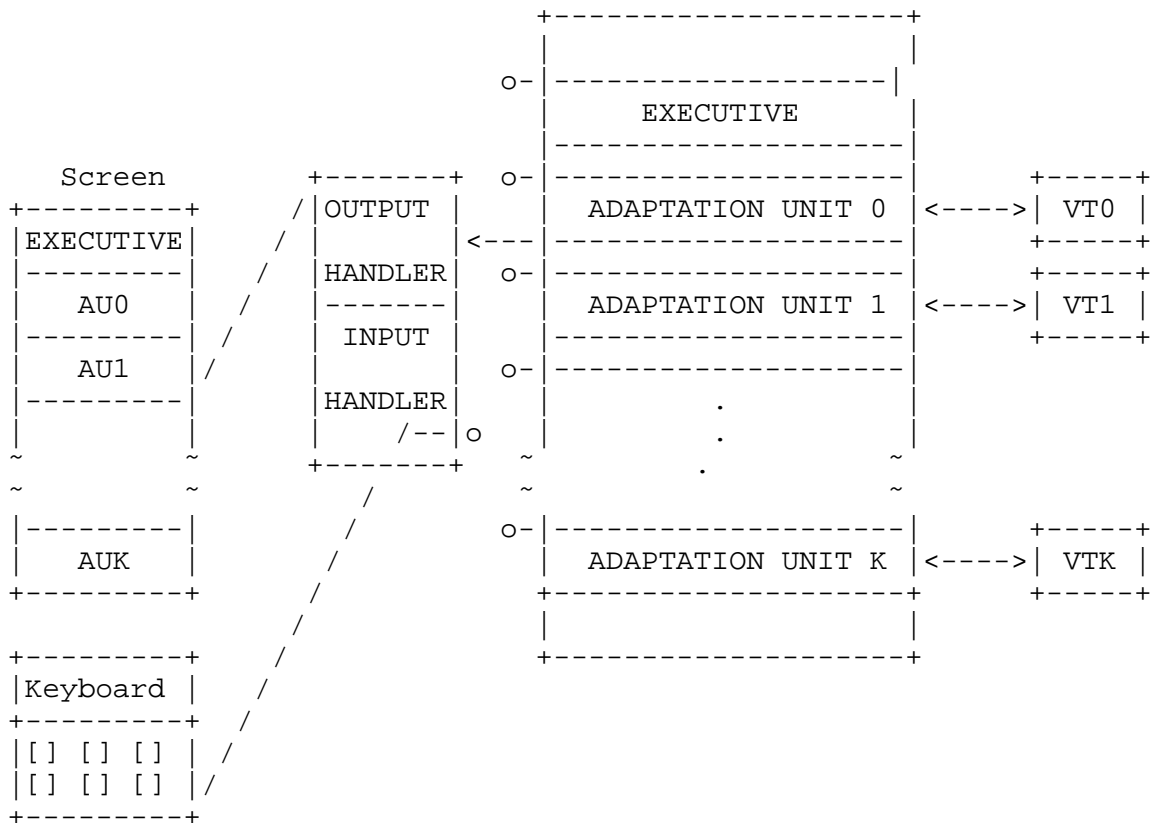 EXECUTIVE
Screen
OUTPUT
ADAPTATION UNIT 0
VT0
EXECUTIVE
HANDLER
AU0
ADAPTATION UNIT 1
VT1
INPUT
AU1
HANDLER
AUK
ADAPTATION UNIT K
VTK
Keyboard
[] [] []
[] [] []